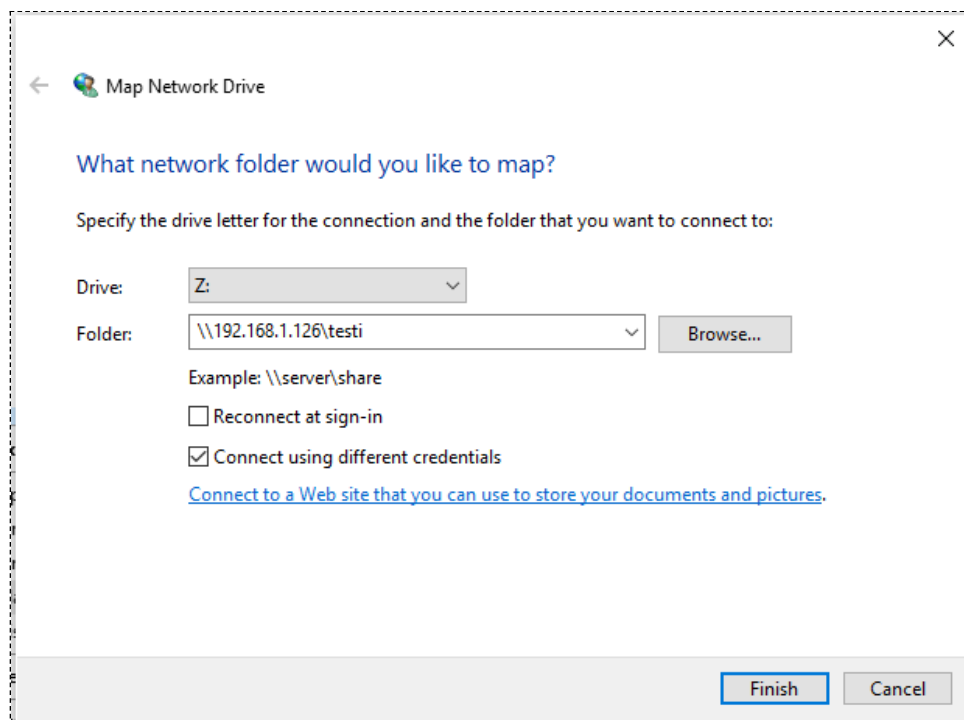 Map Network Drive
What network folder would you like to map?
Specify the drive letter for the connection and the folder that you want to connect to:
Drive: Z:
Folder: \\192.168.1.126\testi Browse...
Example: \\server\share
Reconnect at sign-in
Connect using different credentials
Connect to a Web site that you can use to store your documents and pictures.
Finish Cancel